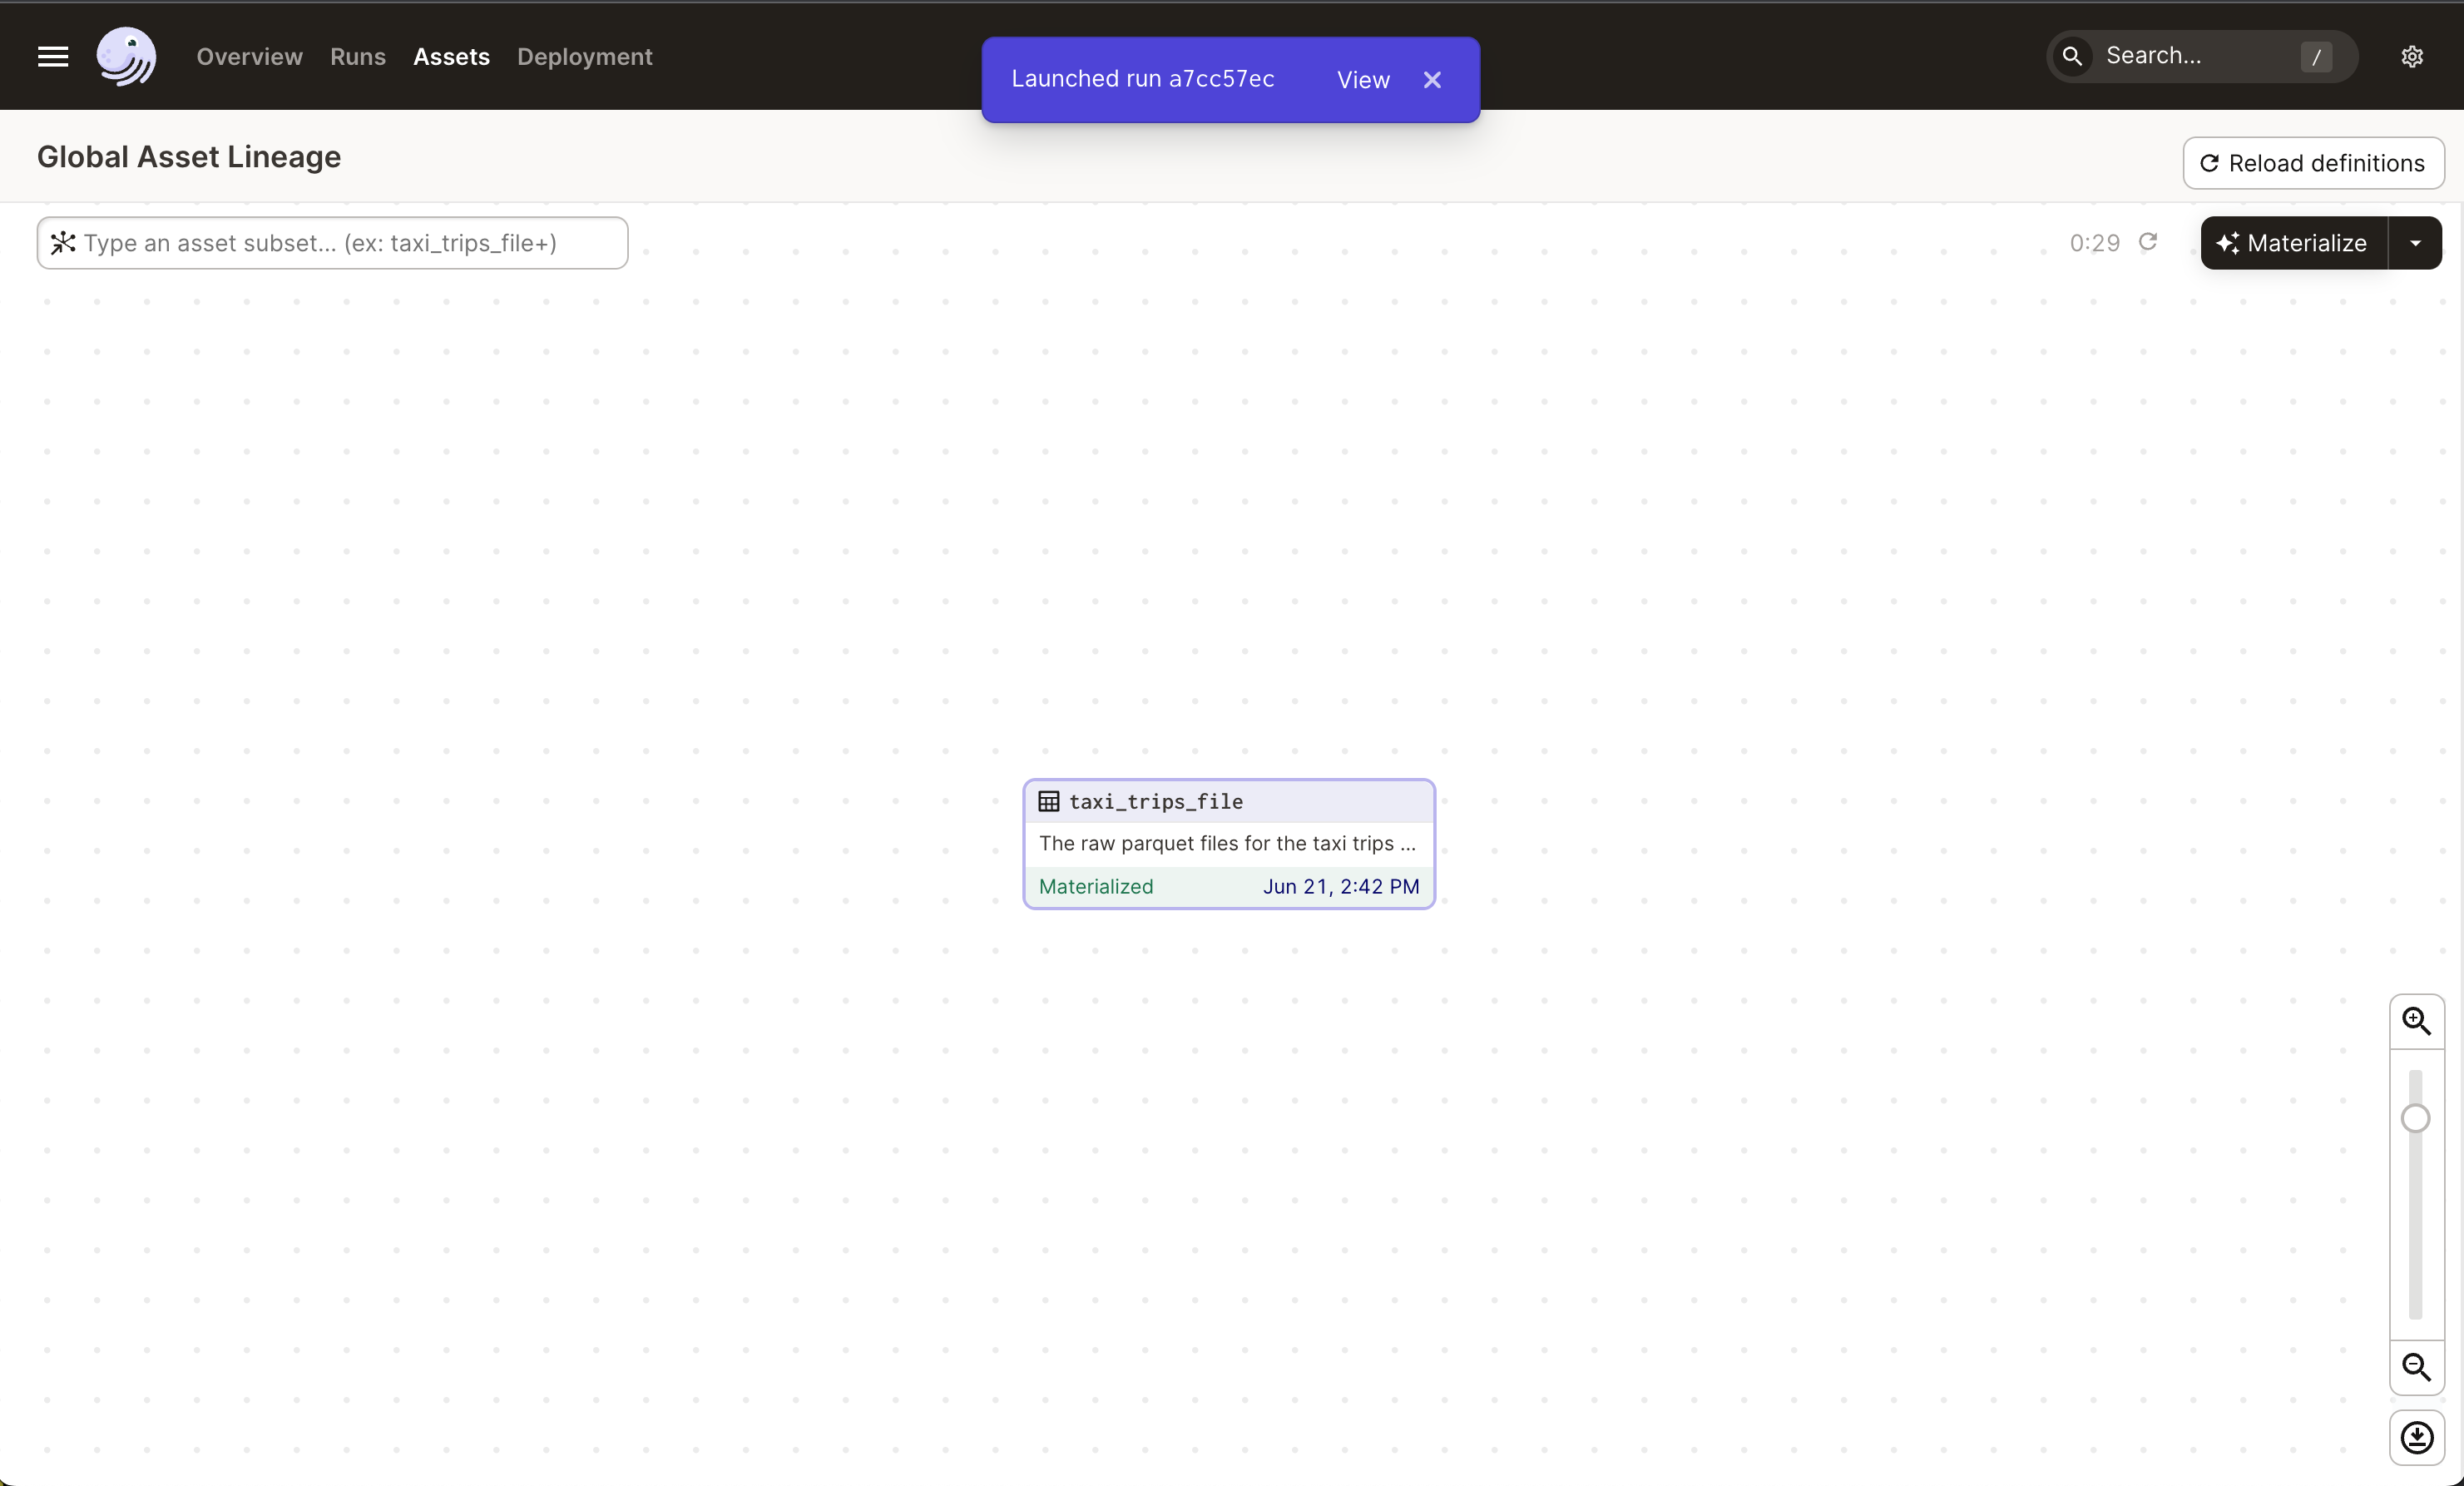 Overview Runs Assets Deployment
Launched run a7cc57ec View
Search... /
Global Asset Lineage
Reload definitions
Type an asset subset… (ex: taxi_trips_file+)
0:29
Materialize
taxi_trips_file
The raw parquet files for the taxi trips ...
Materialized Jun 21, 2:42 PM